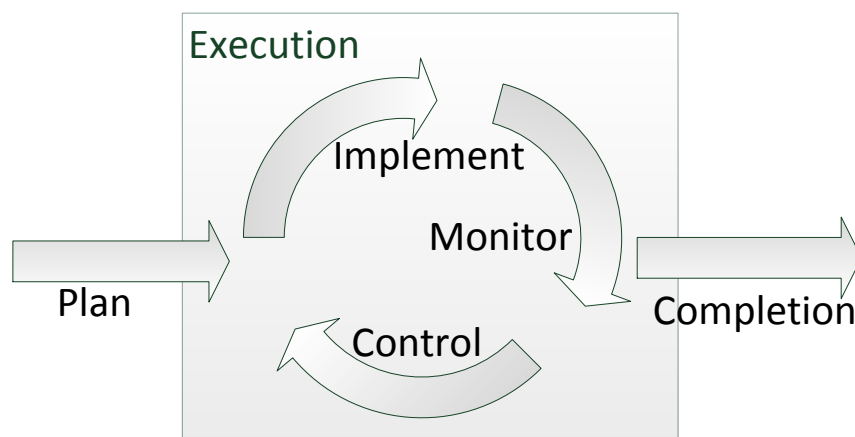 Execution
Implement
Monitor
Plan
Completion
Control